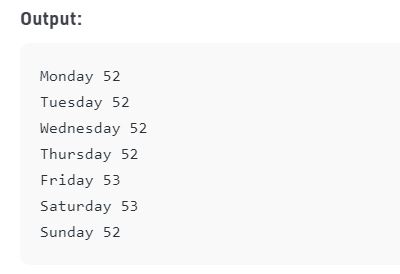 Output:
Monday 52
Tuesday 52
Wednesday 52
Thursday 52
Friday 53
Saturday 53
Sunday 52